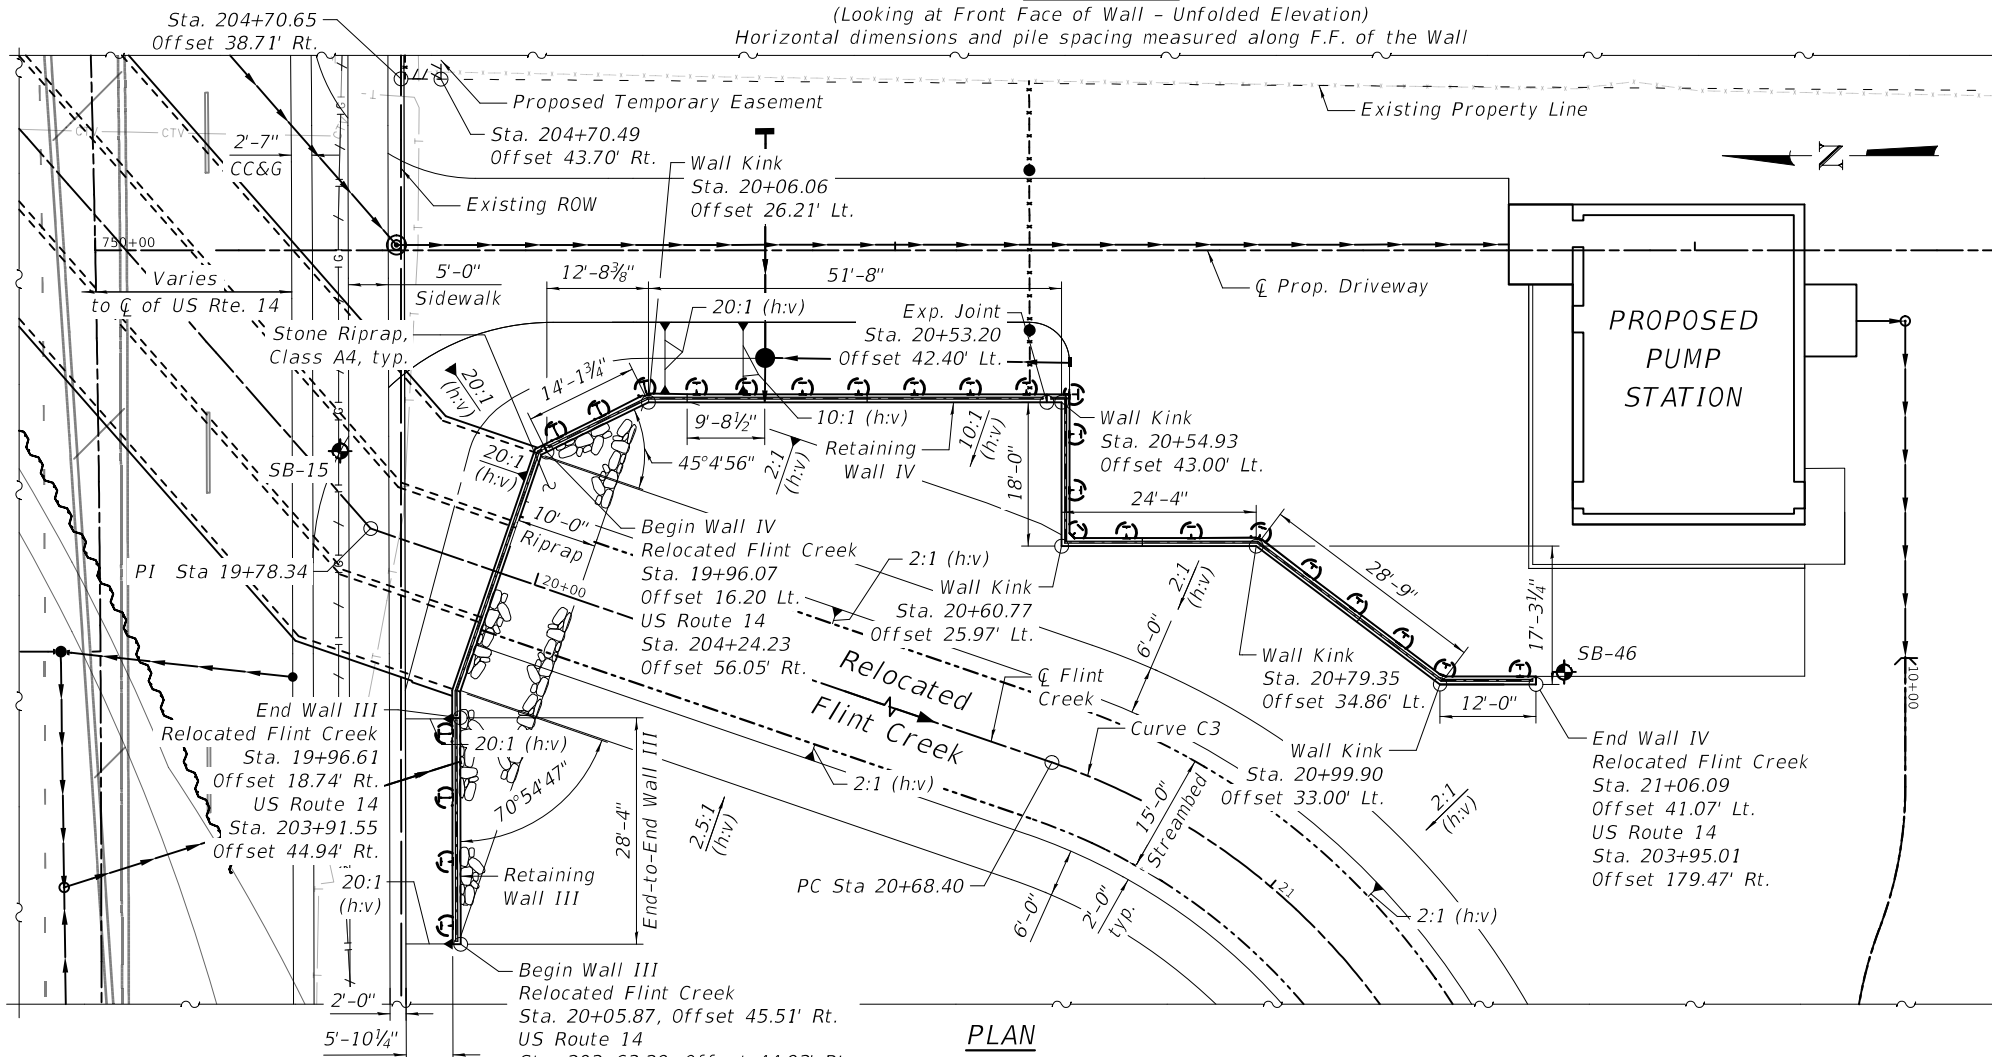 (Looking at Front Face of Wall - Unfolded Elevation)
Horizontal dimensions and pile spacing measured along F.F. of the Wall
Sta. 204+70.65
Offset 38.71' Rt.
Proposed Temporary Easement
Existing Property Line
Sta. 204+70.49
Offset 43.70' Rt.
CTV
CTV
2'-7"
CC&G
Wall Kink
Sta. 20+06.06
Offset 26.21' Lt.
N
Existing ROW
750+00
Varies
to ℄ of US Rte. 14
5'-0"
Sidewalk
12'-8⅜"
51'-8"
℄ Prop. Driveway
20:1 (h:v)
Exp. Joint
Sta. 20+53.20
Offset 42.40' Lt.
PROPOSED
PUMP
STATION
Stone Riprap,
Class A4, typ.
20:1
(h:v)
14'-1¾"
9'-8½"
10:1 (h:v)
10:1
(h:v)
Wall Kink
Sta. 20+54.93
Offset 43.00' Lt.
Retaining
Wall IV
2:1
(h:v)
45°4'56"
20:1
(h:v)
SB-15
18'-0"
24'-4"
10'-0"
Riprap
Begin Wall IV
Relocated Flint Creek
Sta. 19+96.07
Offset 16.20' Lt.
US Route 14
Sta. 204+24.23
Offset 56.05' Rt.
2:1 (h:v)
PI Sta 19+78.34
20+00
Wall Kink
Sta. 20+60.77
Offset 25.97' Lt.
2:1
(h:v)
28'-9"
17'-3¼"
6'-0"
SB-46
Wall Kink
Sta. 20+79.35
Offset 34.86' Lt.
12'-0"
10+00
Relocated
Flint Creek
℄ Flint
Creek
Curve C3
End Wall III
Relocated Flint Creek
Sta. 19+96.61
Offset 18.74' Rt.
US Route 14
Sta. 203+91.55
Offset 44.94' Rt.
20:1 (h:v)
70°54'47"
28'-4"
End-to-End Wall III
2:1 (h:v)
2.5:1
(h:v)
15'-0"
Streambed
Wall Kink
Sta. 20+99.90
Offset 33.00' Lt.
2:1
(h:v)
End Wall IV
Relocated Flint Creek
Sta. 21+06.09
Offset 41.07' Lt.
US Route 14
Sta. 203+95.01
Offset 179.47' Rt.
20:1
(h:v)
Retaining
Wall III
PC Sta 20+68.40
6'-0"
2'-0"
typ.
21
2:1 (h:v)
Begin Wall III
Relocated Flint Creek
Sta. 20+05.87, Offset 45.51' Rt.
US Route 14
2'-0"
5'-10¼"
PLAN